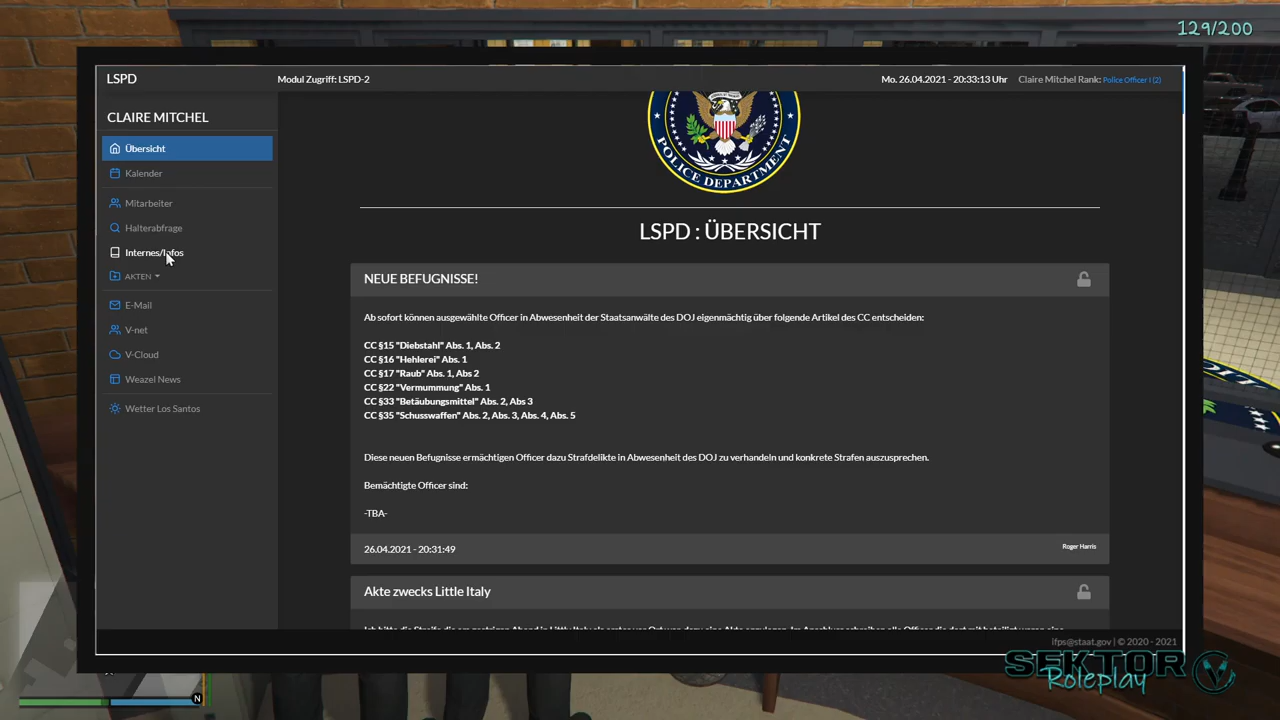 129/200
LSPD
Modul Zugriff: LSPD-2
Mo. 26.04.2021 - 20:33:13 Uhr
Claire Mitchel Rank: Police Officer I (2)
CLAIRE MITCHEL
Übersicht
Kalender
Mitarbeiter
Halterabfrage
Internes/Infos
AKTEN
E-Mail
V-net
V-Cloud
Weazel News
Wetter Los Santos
POLICE DEPARTMENT
LSPD : ÜBERSICHT
NEUE BEFUGNISSE!
Ab sofort können ausgewählte Officer in Abwesenheit der Staatsanwälte des DOJ eigenmächtig über folgende Artikel des CC entscheiden:
CC §15 "Diebstahl" Abs. 1, Abs. 2
CC §16 "Hehlerei" Abs. 1
CC §17 "Raub" Abs. 1, Abs 2
CC §22 "Vermummung" Abs. 1
CC §33 "Betäubungsmittel" Abs. 2, Abs 3
CC §35 "Schusswaffen" Abs. 2, Abs. 3, Abs. 4, Abs. 5
Diese neuen Befugnisse ermächtigen Officer dazu Strafdelikte in Abwesenheit des DOJ zu verhandeln und konkrete Strafen auszusprechen.
Bemächtigte Officer sind:
-TBA-
26.04.2021 - 20:31:49
Roger Harris
Akte zwecks Little Italy
lfps@staat.gov | © 2020 - 2021
SEKTOR
Roleplay
V
N